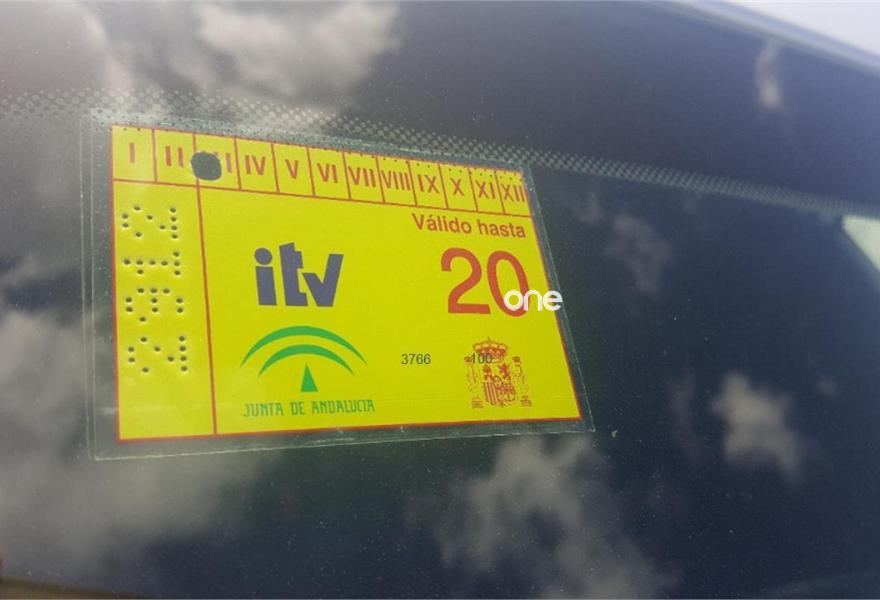 I II III IV V VI VII VIII IX X XI XII
Válido hasta
itv
20
one
3766 100
JUNTA DE ANDALUCIA